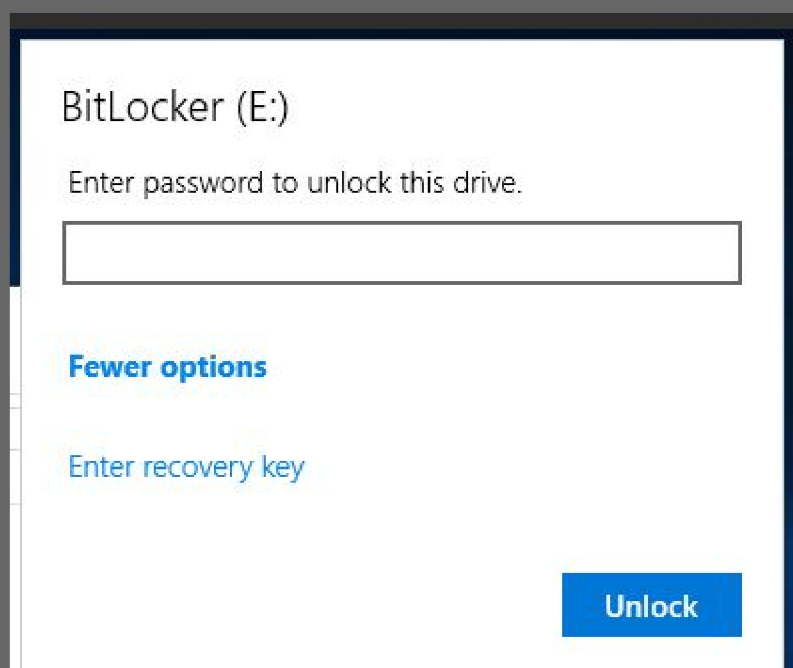 BitLocker (E:)
Enter password to unlock this drive.
Fewer options
Enter recovery key
Unlock